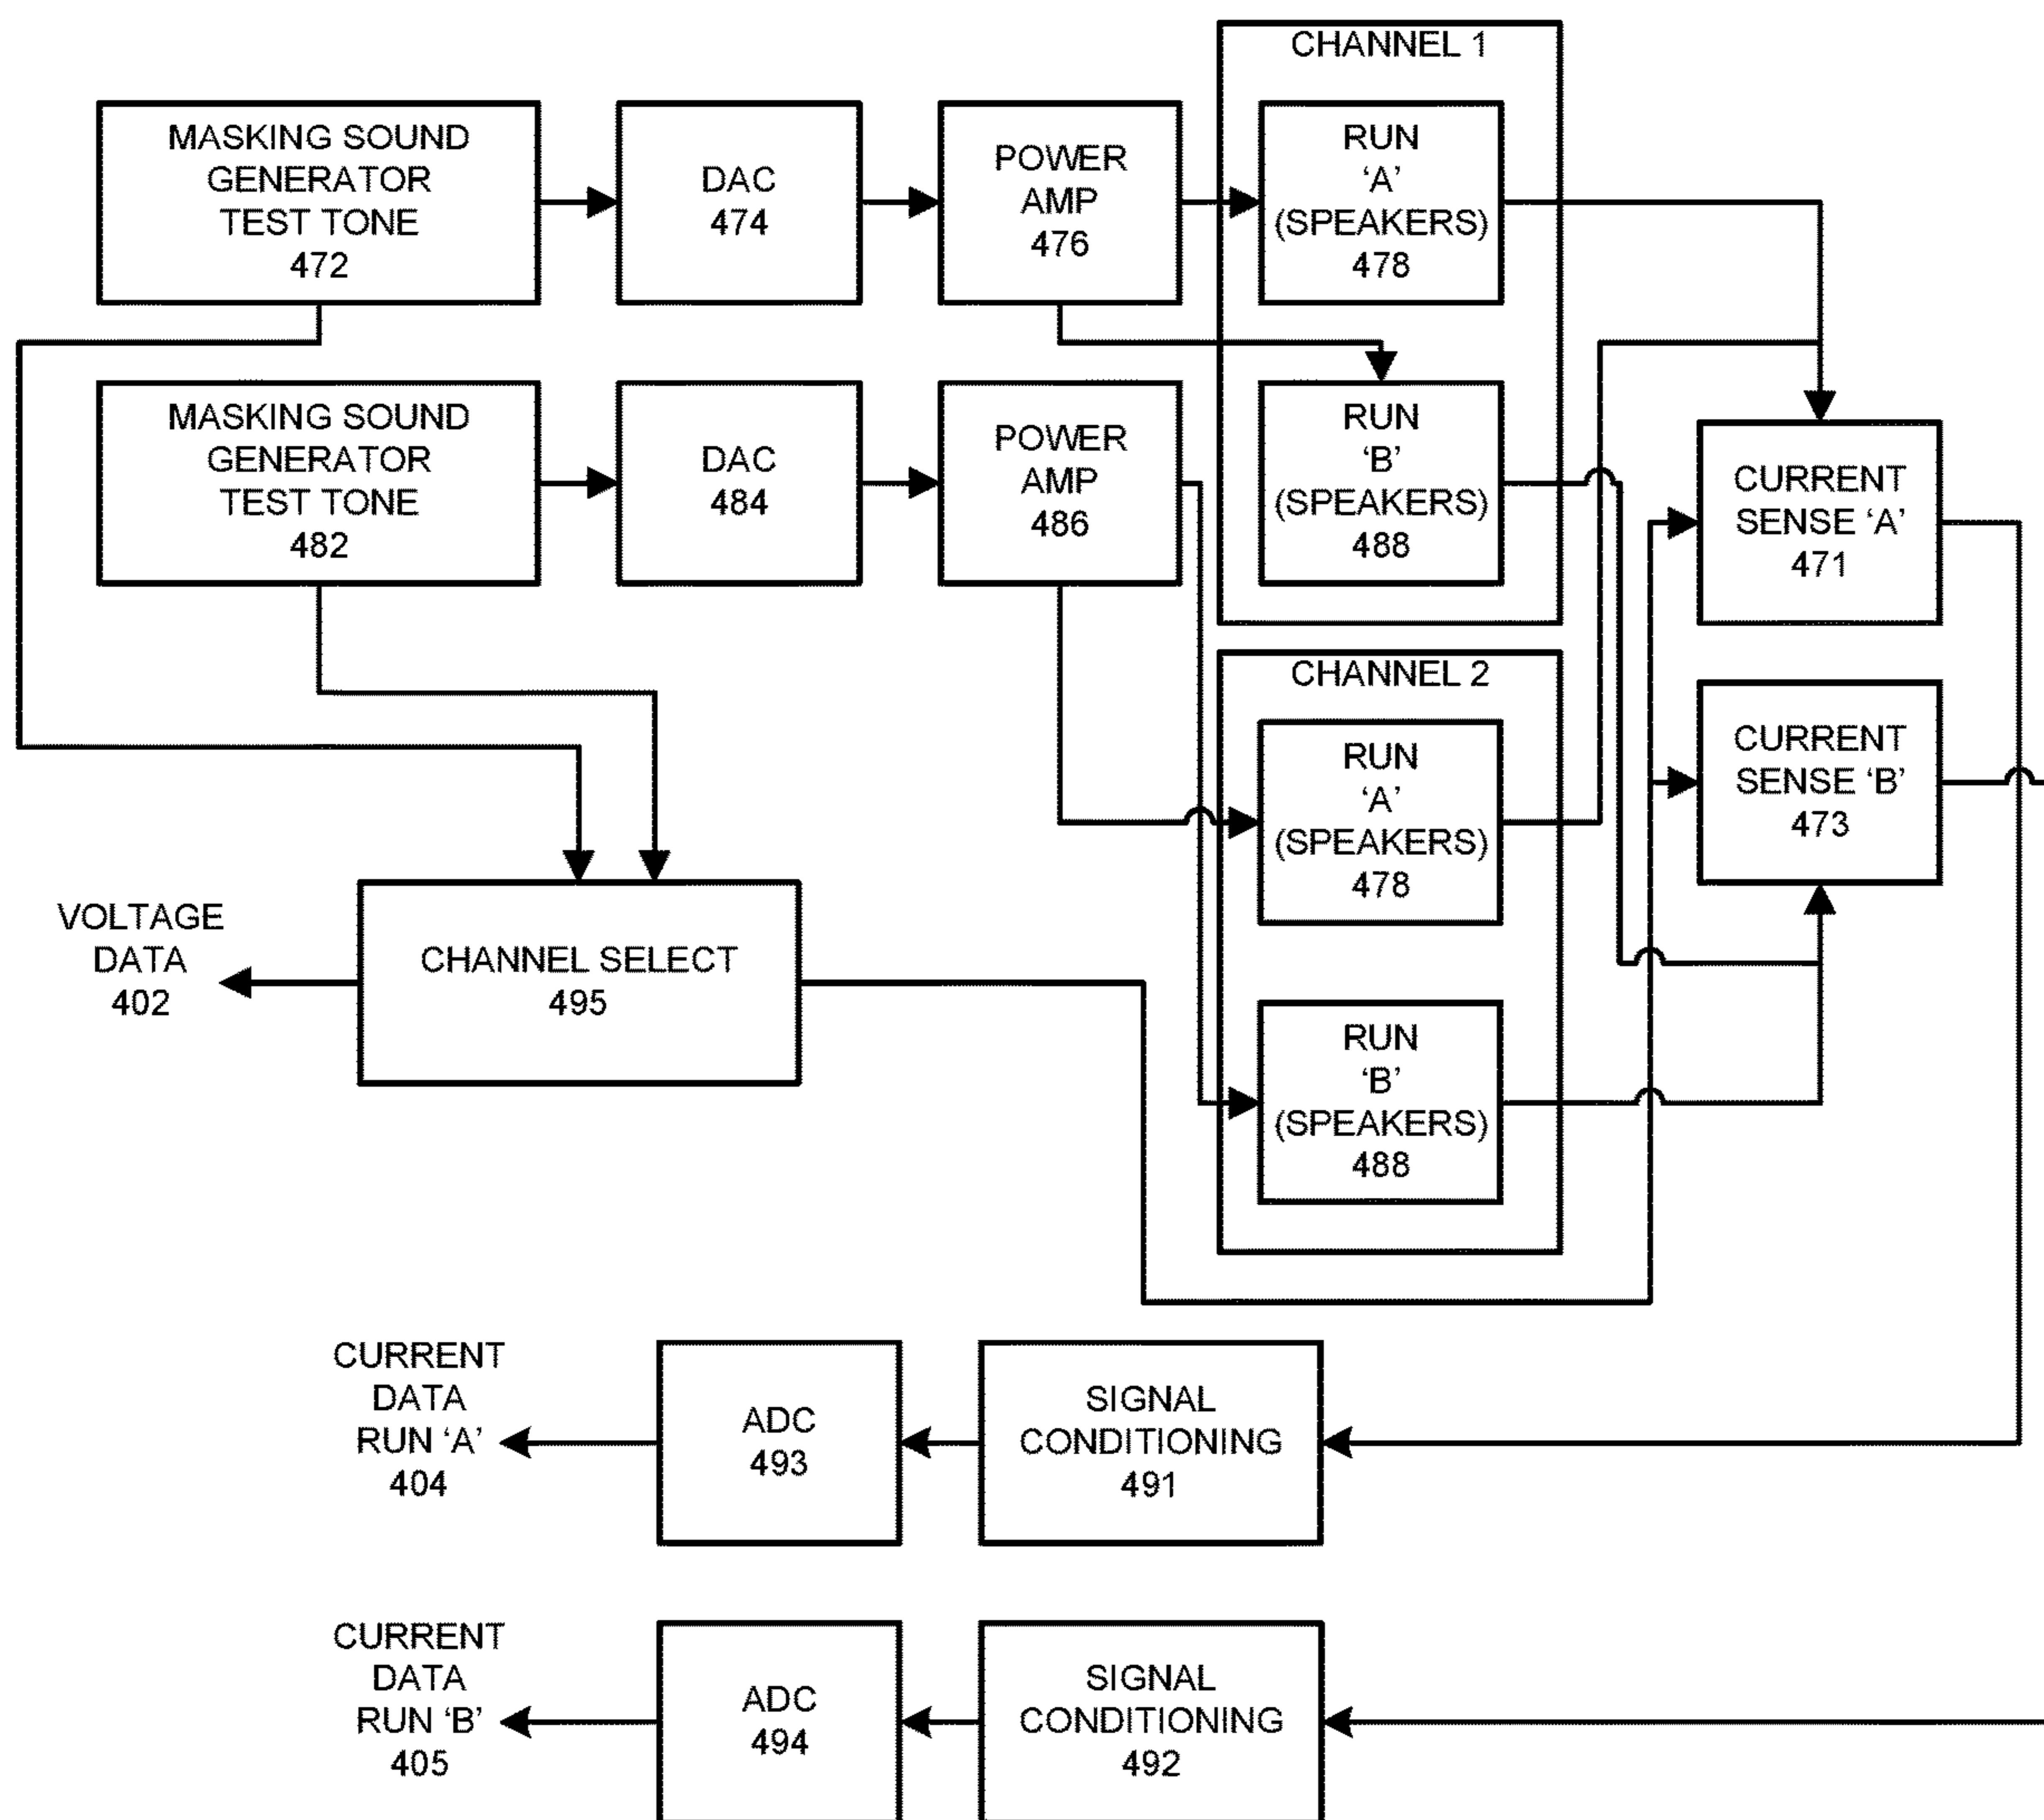 CHANNEL 1
MASKING SOUND
GENERATOR
TEST TONE
472
DAC
474
POWER
AMP
476
RUN
‘A’
(SPEAKERS)
478
MASKING SOUND
GENERATOR
TEST TONE
482
DAC
484
POWER
AMP
486
RUN
‘B’
(SPEAKERS)
488
CURRENT
SENSE ‘A’
471
CHANNEL 2
RUN
‘A’
(SPEAKERS)
478
CURRENT
SENSE ‘B’
473
VOLTAGE
DATA
402
CHANNEL SELECT
495
RUN
‘B’
(SPEAKERS)
488
CURRENT
DATA
RUN ‘A’
404
ADC
493
SIGNAL
CONDITIONING
491
CURRENT
DATA
RUN ‘B’
405
ADC
494
SIGNAL
CONDITIONING
492